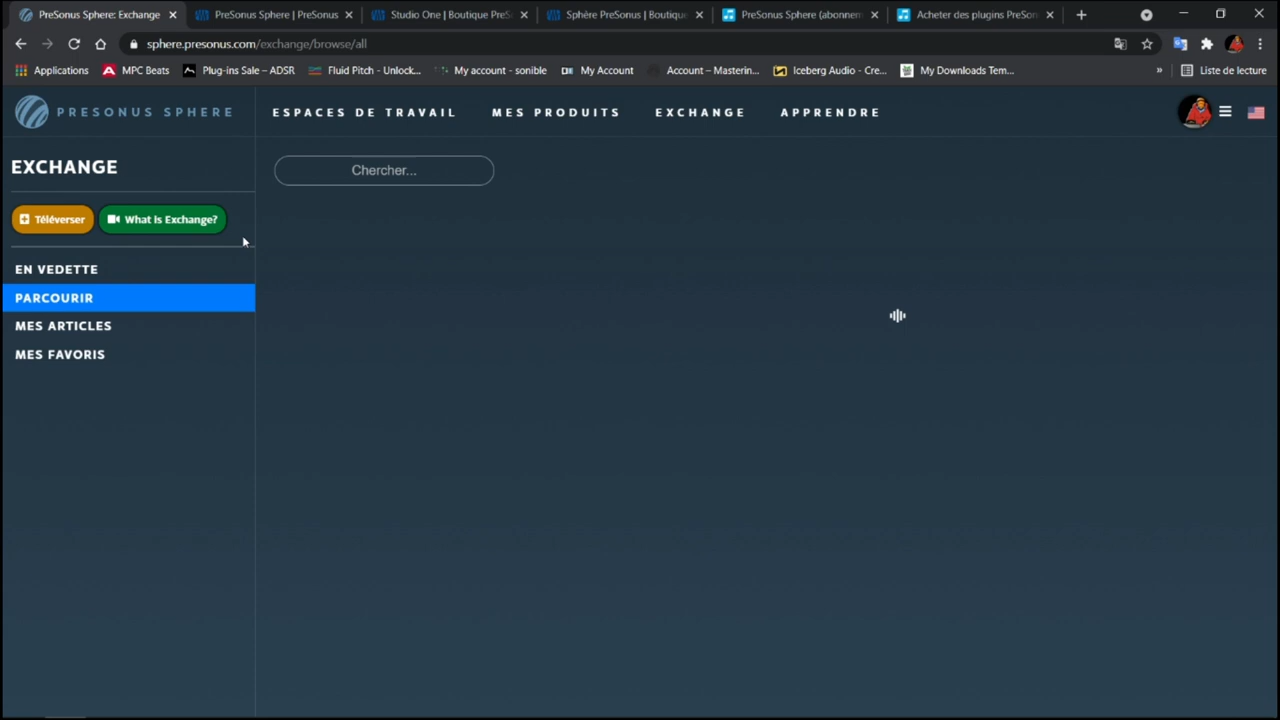 PreSonus Sphere: Exchange
PreSonus Sphere | PreSonus
Studio One | Boutique PreS
Sphère PreSonus | Boutique
PreSonus Sphere (abonnem
Acheter des plugins PreSon
sphere.presonus.com/exchange/browse/all
Applications
MPC Beats
Plug-ins Sale – ADSR
Fluid Pitch - Unlock...
My account - sonible
My Account
Account – Masterin...
Iceberg Audio - Cre...
My Downloads Tem...
»
Liste de lecture
PRESONUS SPHERE
ESPACES DE TRAVAIL
MES PRODUITS
EXCHANGE
APPRENDRE
EXCHANGE
Chercher...
Téléverser
What is Exchange?
EN VEDETTE
PARCOURIR
MES ARTICLES
MES FAVORIS